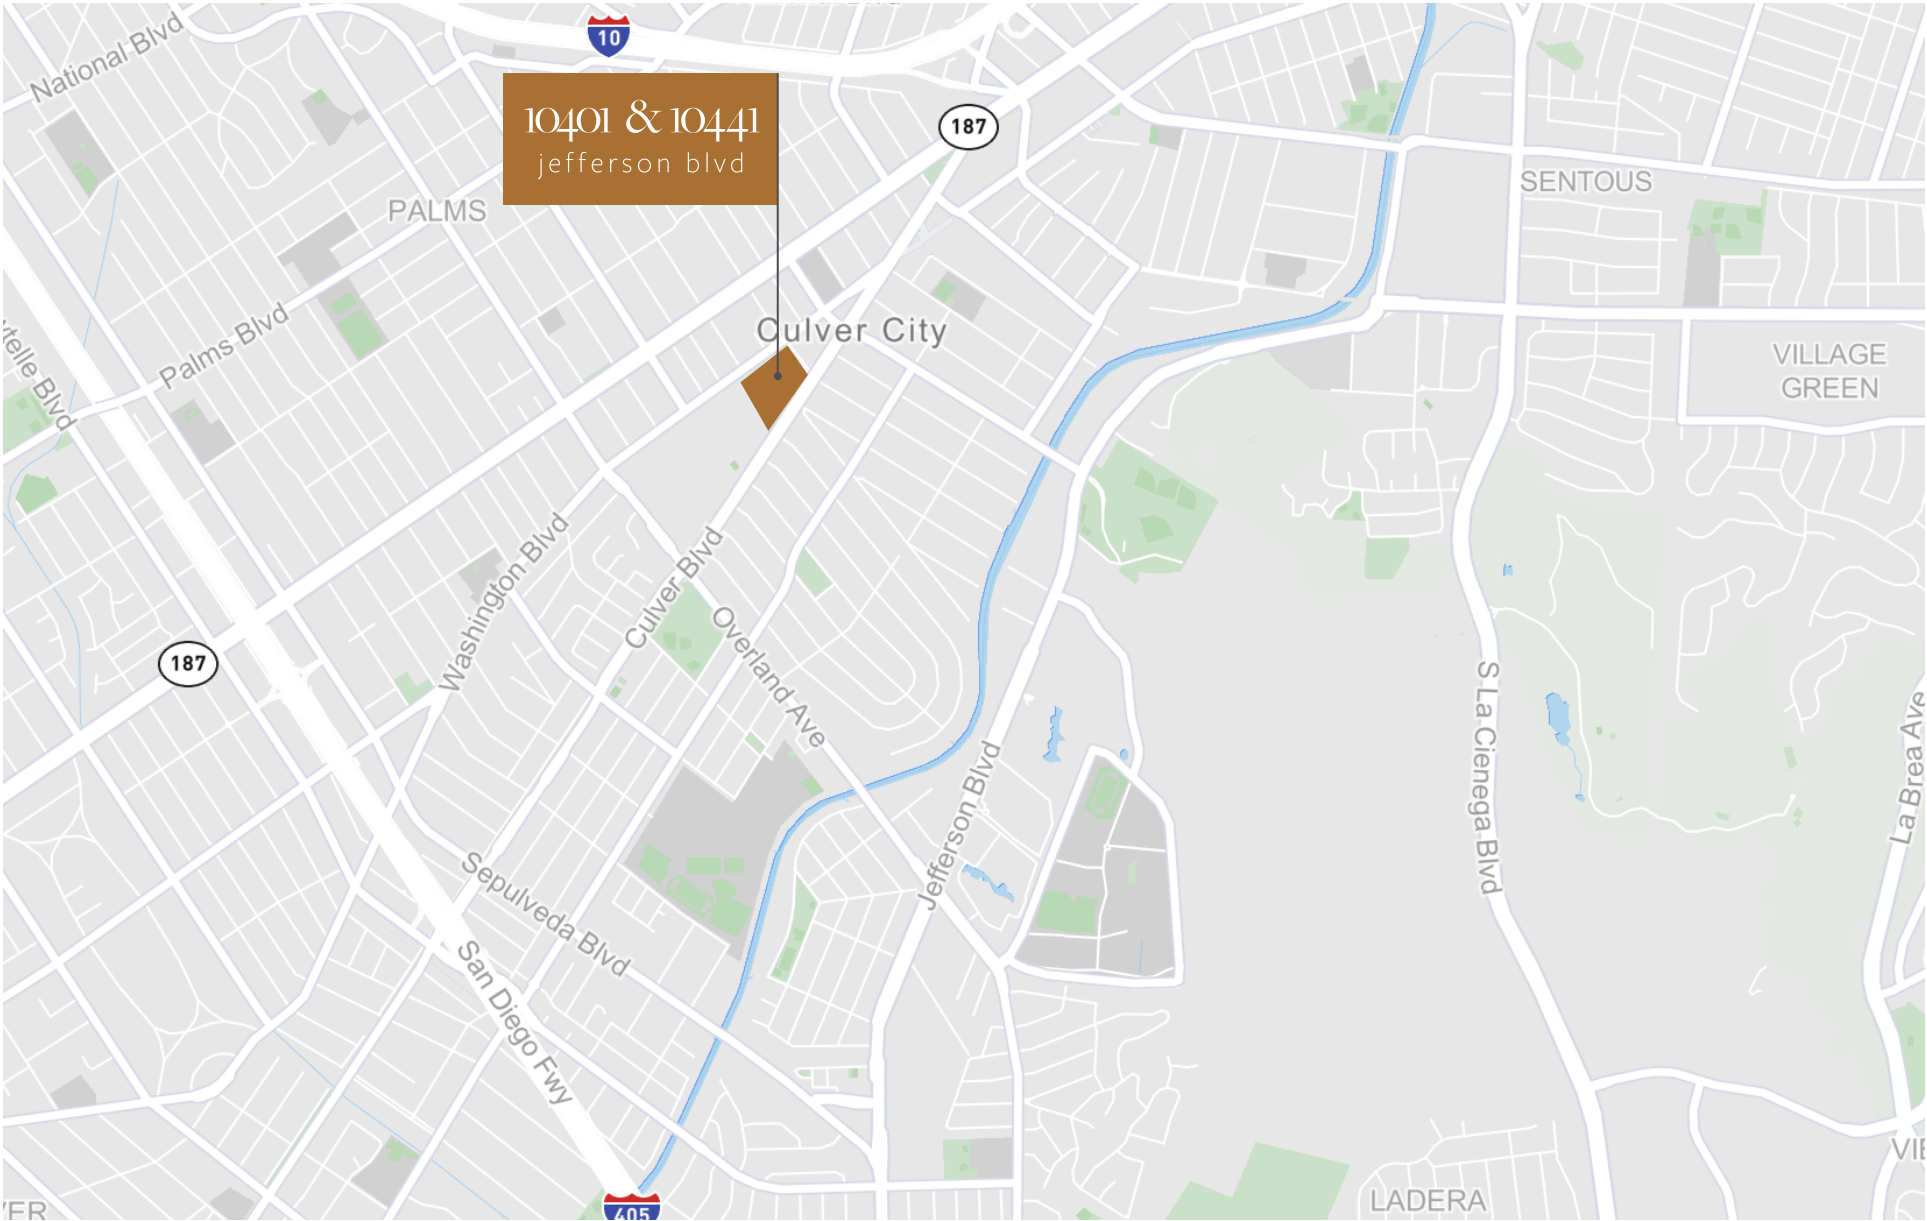 10
National Blvd
10401 & 10441
jefferson blvd
187
SENTOUS
PALMS
Culver City
Palms Blvd
VILLAGE
GREEN
Washington Blvd
Culver Blvd
Overland Ave
187
S La Cienega Blvd
La Brea Ave
Jefferson Blvd
Sepulveda Blvd
San Diego Fwy
LADERA
405